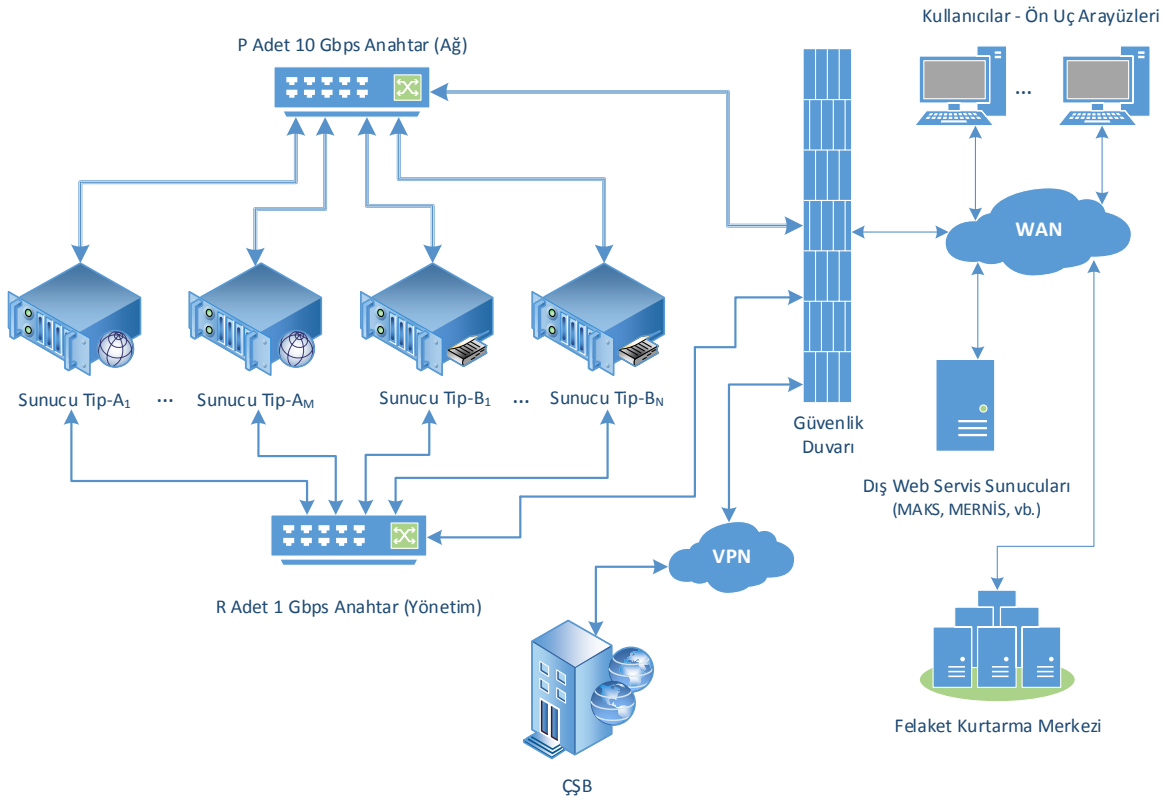 Kullanıcılar - Ön Uç Arayüzleri
P Adet 10 Gbps Anahtar (Ağ)
...
WAN
Sunucu Tip-A₁
...
Sunucu Tip-Aᴍ
Sunucu Tip-B₁
...
Sunucu Tip-Bɴ
Güvenlik
Duvarı
Dış Web Servis Sunucuları
(MAKS, MERNİS, vb.)
VPN
R Adet 1 Gbps Anahtar (Yönetim)
Felaket Kurtarma Merkezi
ÇŞB